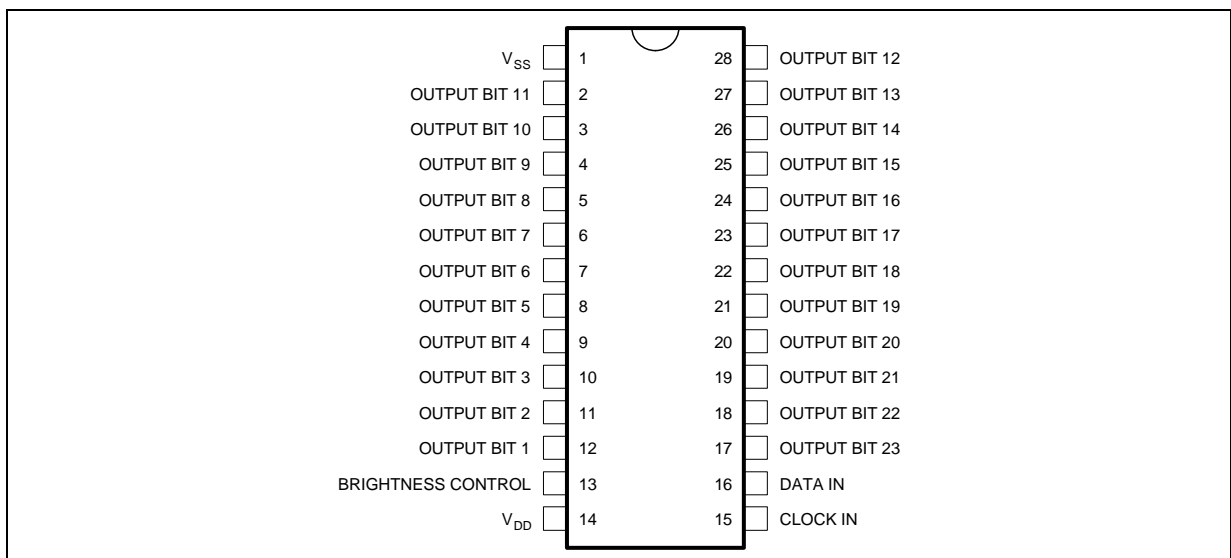 V_SS 1 28 OUTPUT BIT 12
OUTPUT BIT 11 2 27 OUTPUT BIT 13
OUTPUT BIT 10 3 26 OUTPUT BIT 14
OUTPUT BIT 9 4 25 OUTPUT BIT 15
OUTPUT BIT 8 5 24 OUTPUT BIT 16
OUTPUT BIT 7 6 23 OUTPUT BIT 17
OUTPUT BIT 6 7 22 OUTPUT BIT 18
OUTPUT BIT 5 8 21 OUTPUT BIT 19
OUTPUT BIT 4 9 20 OUTPUT BIT 20
OUTPUT BIT 3 10 19 OUTPUT BIT 21
OUTPUT BIT 2 11 18 OUTPUT BIT 22
OUTPUT BIT 1 12 17 OUTPUT BIT 23
BRIGHTNESS CONTROL 13 16 DATA IN
V_DD 14 15 CLOCK IN